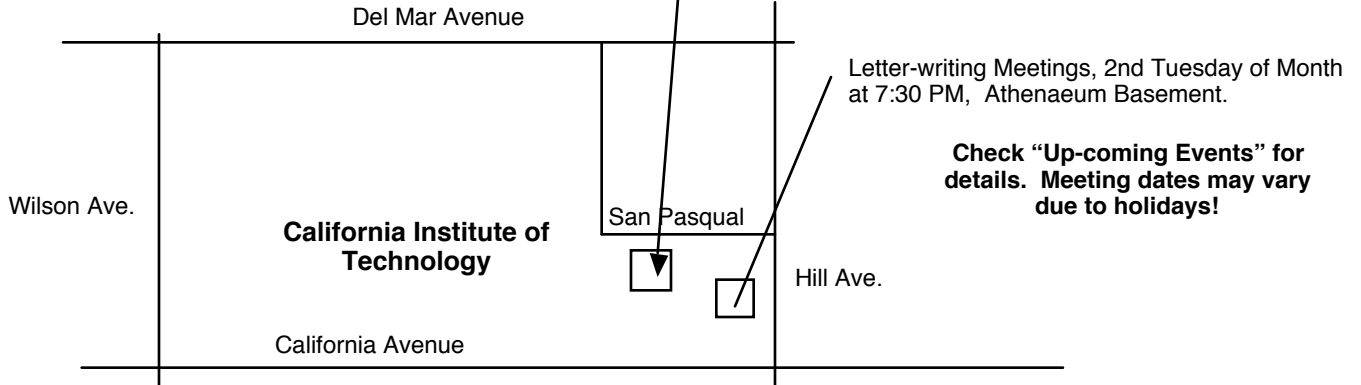 Del Mar Avenue
Letter-writing Meetings, 2nd Tuesday of Month
at 7:30 PM, Athenaeum Basement.
Check “Up-coming Events” for
details. Meeting dates may vary
due to holidays!
Wilson Ave.
San Pasqual
California Institute of
Technology
Hill Ave.
California Avenue